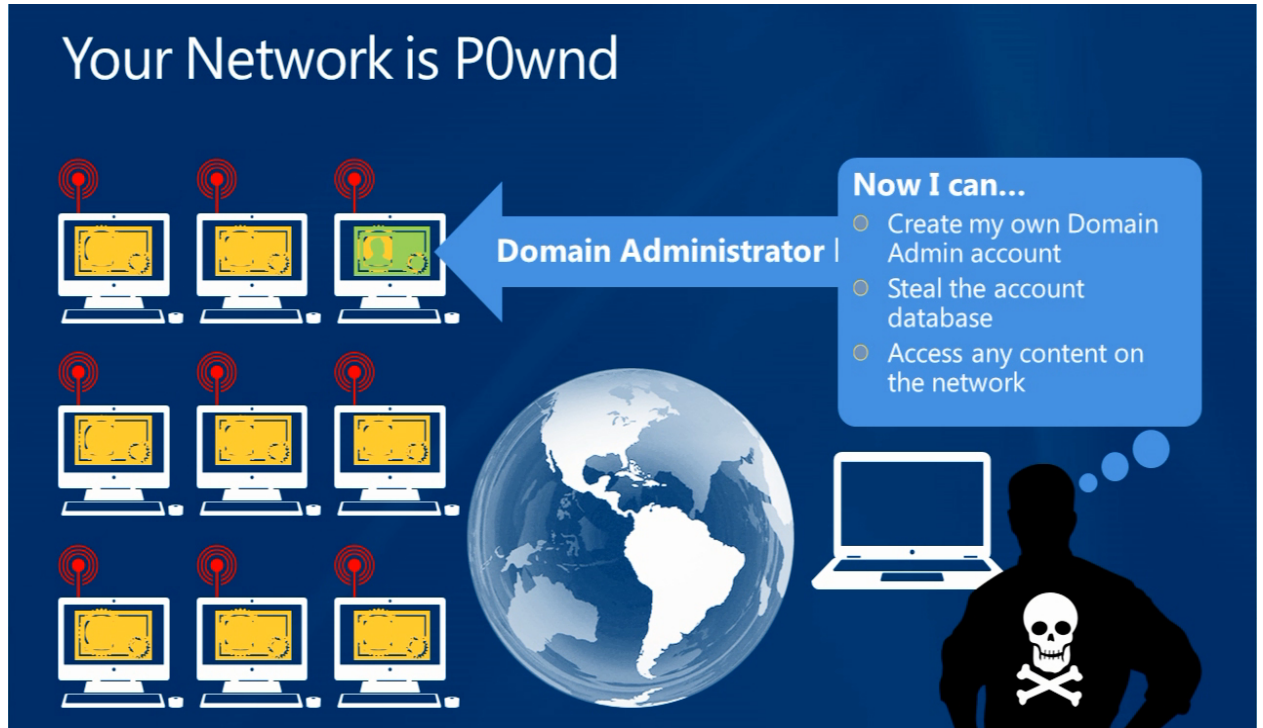 Your Network is P0wnd
Domain Administrator
Now I can...
Create my own Domain
Admin account
Steal the account
database
Access any content on
the network